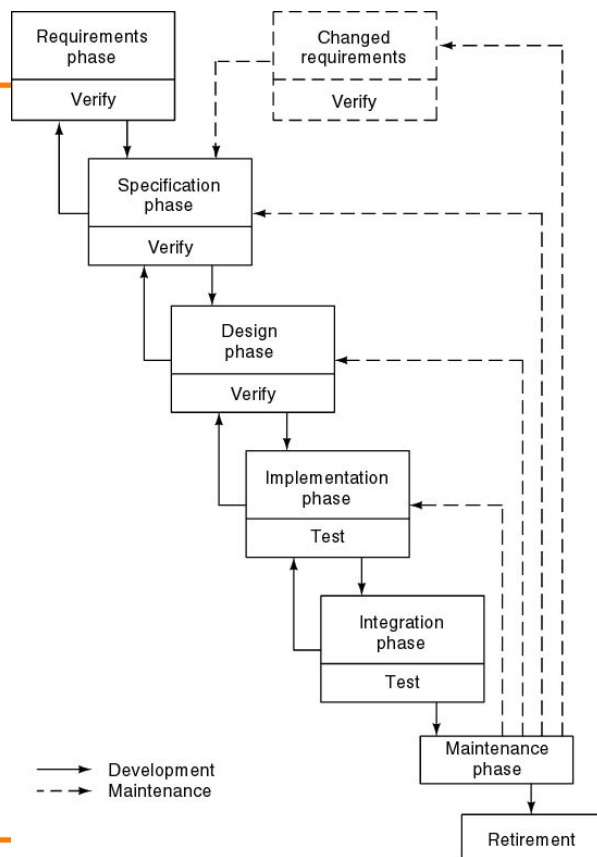 Requirements
phase
Verify
Changed
requirements
Verify
Specification
phase
Verify
Design
phase
Verify
Implementation
phase
Test
Integration
phase
Test
Maintenance
phase
Development
Maintenance
Retirement